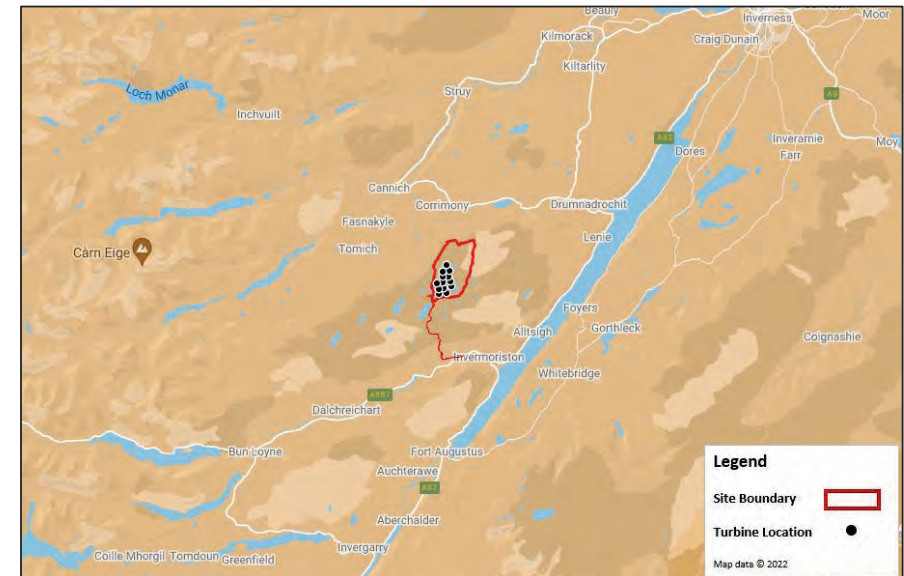 Beauly
Inverness
Moor
Kilmorack
Craig Dunain
Kiltarlity
Struy
Loch Monar
A9
Inchvuilt
A82
Inverarnie
Dores
Farr
Moy
Cannich
Corrimony
Drumnadrochit
Fasnakyle
Tomich
Lenie
Càrn Eige
Foyers
Alltsigh
Gorthleck
Coignashie
Invermoriston
Whitebridge
A887
Dalchreichart
Bun Loyne
Fort Augustus
Auchterawe
A82
Aberchalder
Invergarry
Coille Mhorgil
Tomdoun
Greenfield
Legend
Site Boundary
Turbine Location
Map data © 2022